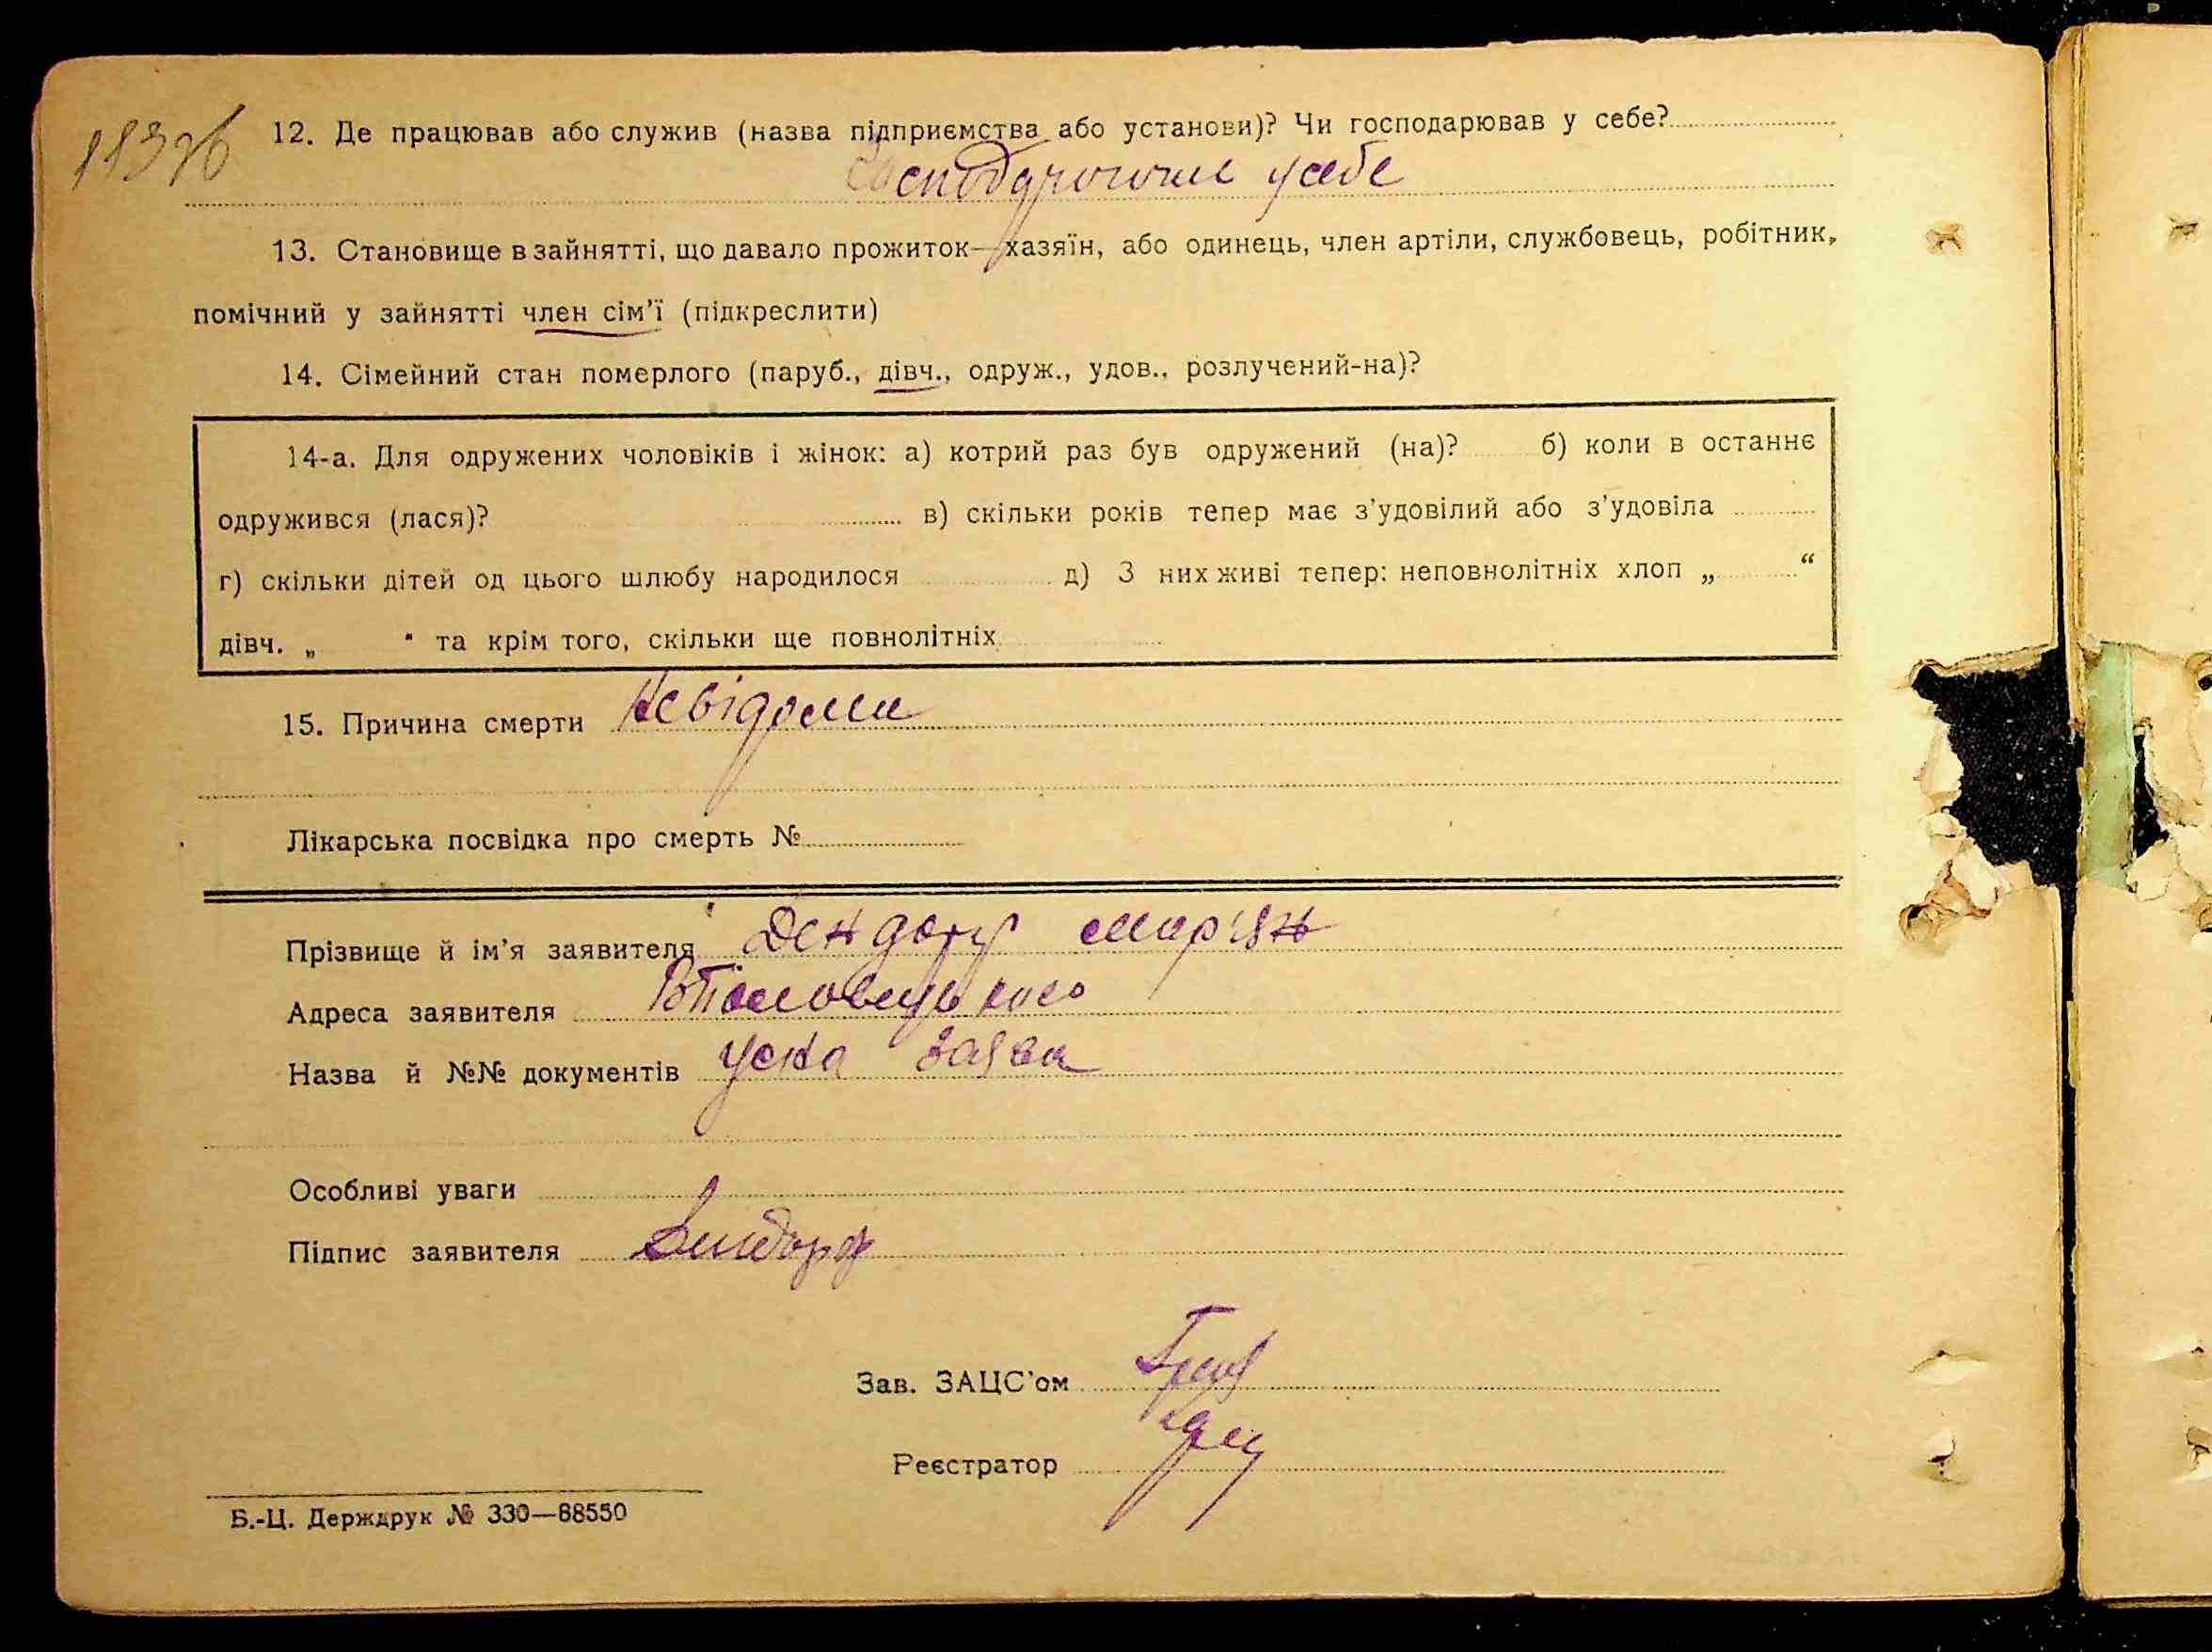 12. Де працював або служив (назва підприємства або установи)? Чи господарював у себе?
у себе
13. Становище в зайнятті, що давало прожиток—хазяїн, або одинець, член артіли, службовець, робітник,
помічний у зайнятті член сім'ї (підкреслити)
14. Сімейний стан померлого (паруб., дівч., одруж., удов., розлучений-на)?
14-а. Для одружених чоловіків і жінок: а) котрий раз був одружений (на)? б) коли в останнє
одружився (лася)? в) скільки років тепер має з'удовілий або з'удовіла
г) скільки дітей од цього шлюбу народилося д) З них живі тепер: неповнолітніх хлоп „ “
дівч. „ “ та крім того, скільки ще повнолітніх
15. Причина смерти Невідома
Лікарська посвідка про смерть №
Прізвище й ім'я заявителя Дендору Мар'ян
Адреса заявителя
Назва й №№ документів Усна заява
Особливі уваги
Підпис заявителя
Зав. ЗАЦС'ом
Реєстратор
Б.-Ц. Держдрук № 330—88550